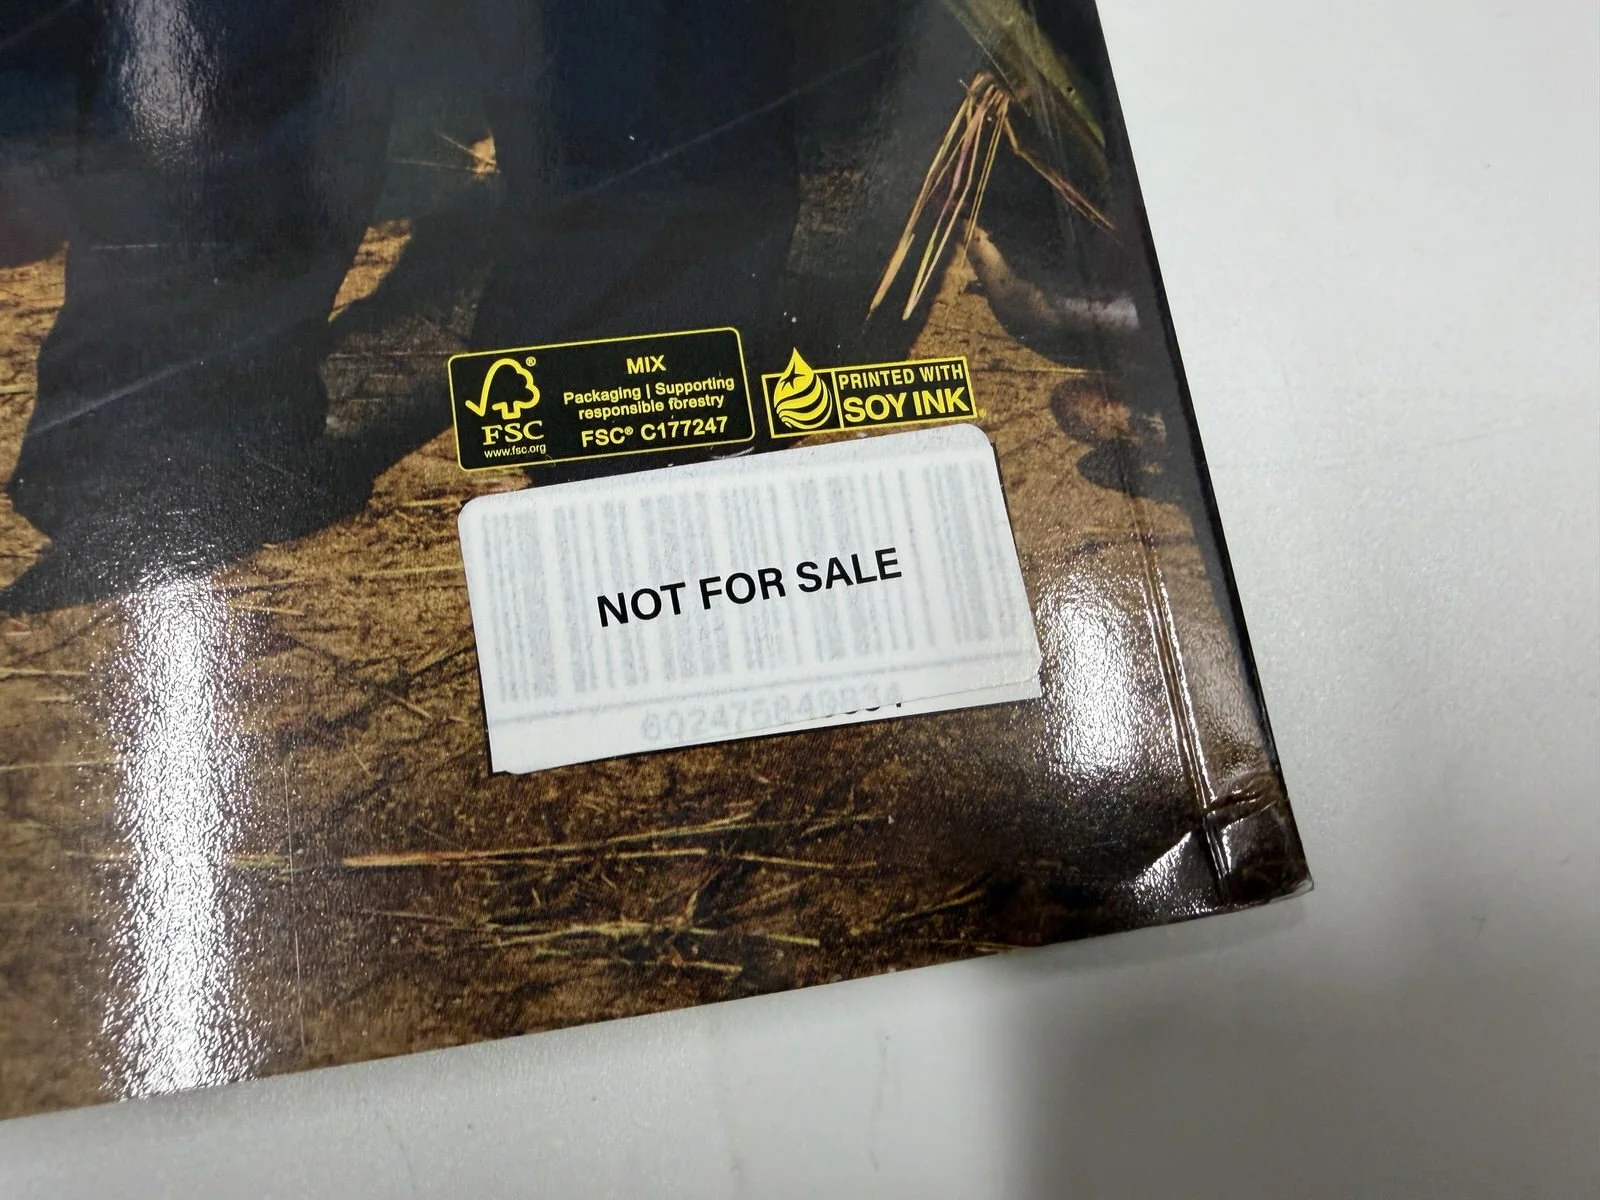 FSC®
www.fsc.org
MIX
Packaging | Supporting
responsible forestry
FSC® C177247
PRINTED WITH
SOY INK
NOT FOR SALE